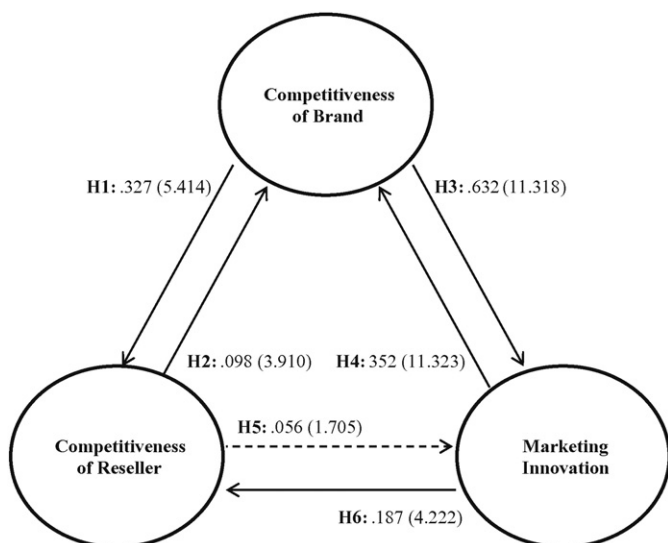 Competitiveness
of Brand
H1: .327 (5.414)
H3: .632 (11.318)
H2: .098 (3.910)
H4: 352 (11.323)
H5: .056 (1.705)
Competitiveness
of Reseller
Marketing
Innovation
H6: .187 (4.222)